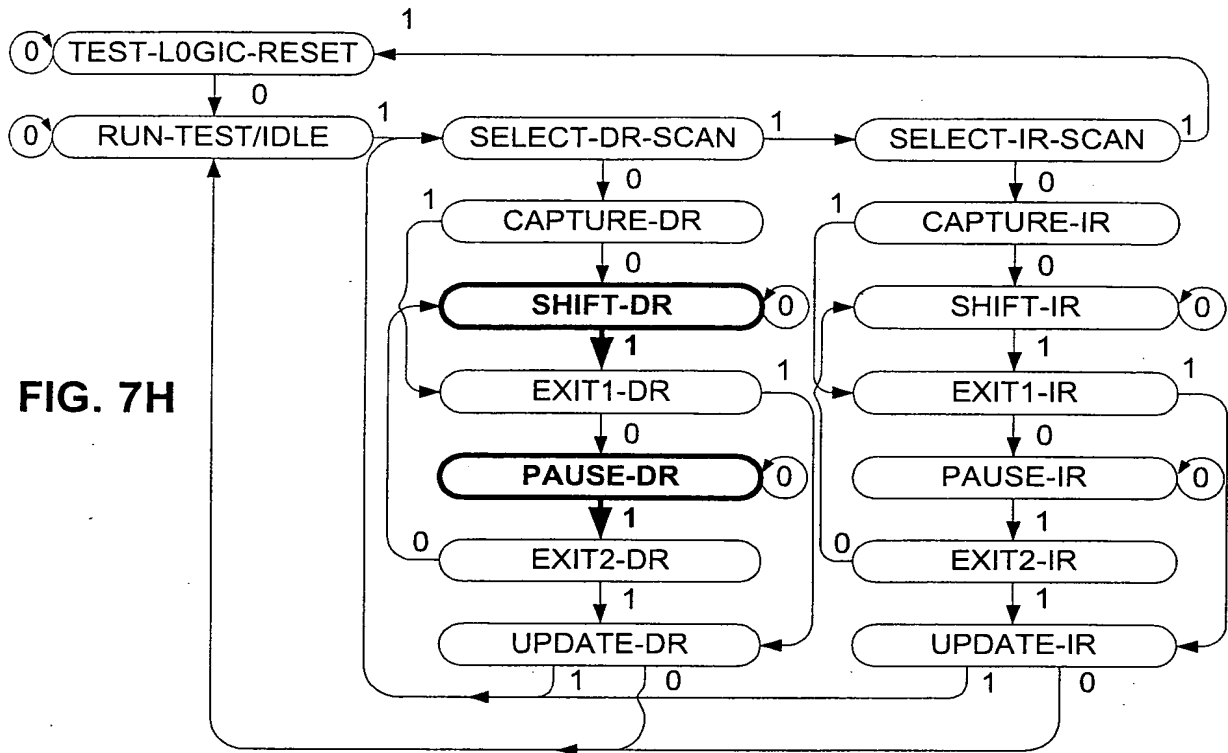 1
0 TEST-L0GIC-RESET
0
0 RUN-TEST/IDLE 1 SELECT-DR-SCAN 1 SELECT-IR-SCAN 1
0 0
1 CAPTURE-DR 1 CAPTURE-IR
0 0
SHIFT-DR 0 SHIFT-IR 0
1 1
FIG. 7H
EXIT1-DR 1 EXIT1-IR 1
0 0
PAUSE-DR 0 PAUSE-IR 0
1 1
0 EXIT2-DR 0 EXIT2-IR
1 1
UPDATE-DR UPDATE-IR
1 0 1 0